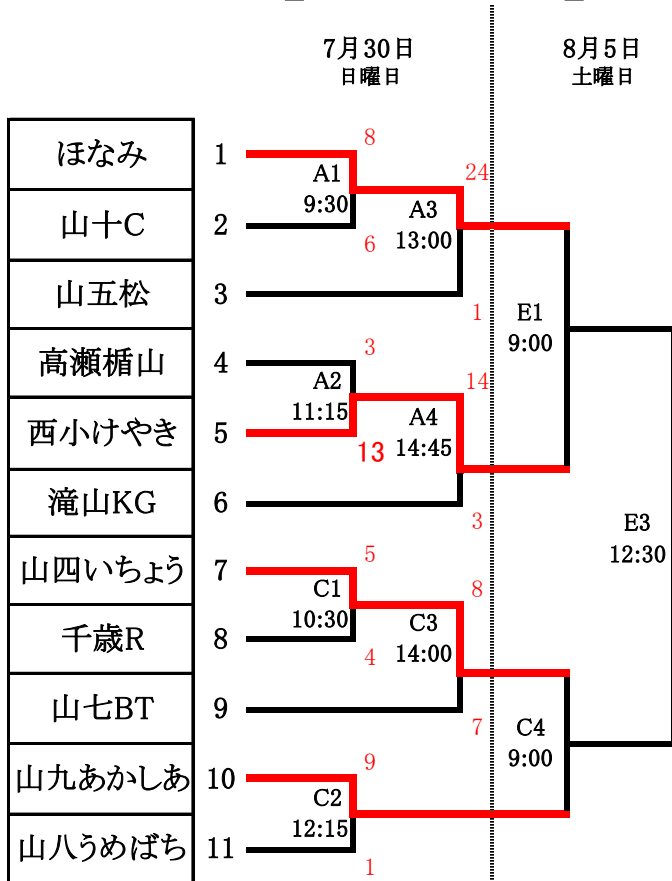 7月30日
日曜日
8月5日
土曜日
ほなみ 1
山十C 2
山五松 3
高瀬楯山 4
西小けやき 5
滝山KG 6
山四いちょう 7
千歳R 8
山七BT 9
山九あかしあ 10
山八うめばち 11
8
A1
9:30
6
24
A3
13:00
1
3
A2
11:15
13
14
A4
14:45
3
5
C1
10:30
4
8
C3
14:00
7
9
C2
12:15
1
E1
9:00
C4
9:00
E3
12:30